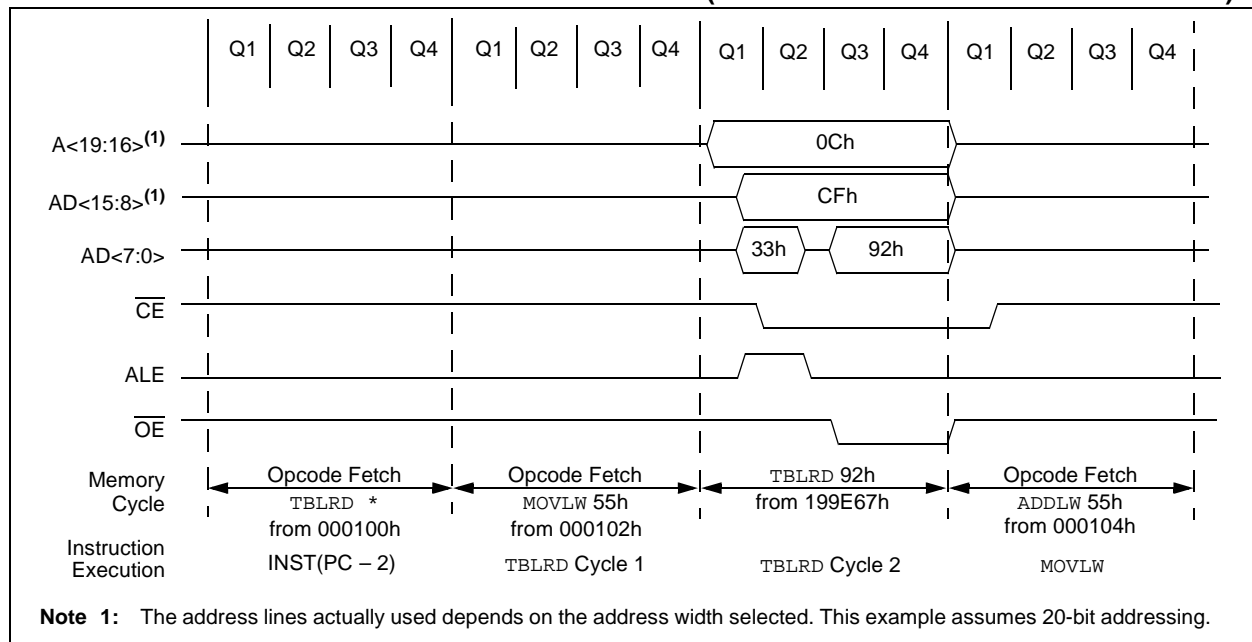 Q1 Q2 Q3 Q4 Q1 Q2 Q3 Q4 Q1 Q2 Q3 Q4 Q1 Q2 Q3 Q4
A<19:16>(1) 0Ch
AD<15:8>(1) CFh
AD<7:0> 33h 92h
CE
ALE
OE
Memory Cycle
Opcode Fetch
TBLRD *
from 000100h
Opcode Fetch
MOVLW 55h
from 000102h
TBLRD 92h
from 199E67h
Opcode Fetch
ADDLW 55h
from 000104h
Instruction Execution
INST(PC – 2)
TBLRD Cycle 1
TBLRD Cycle 2
MOVLW
Note 1: The address lines actually used depends on the address width selected. This example assumes 20-bit addressing.